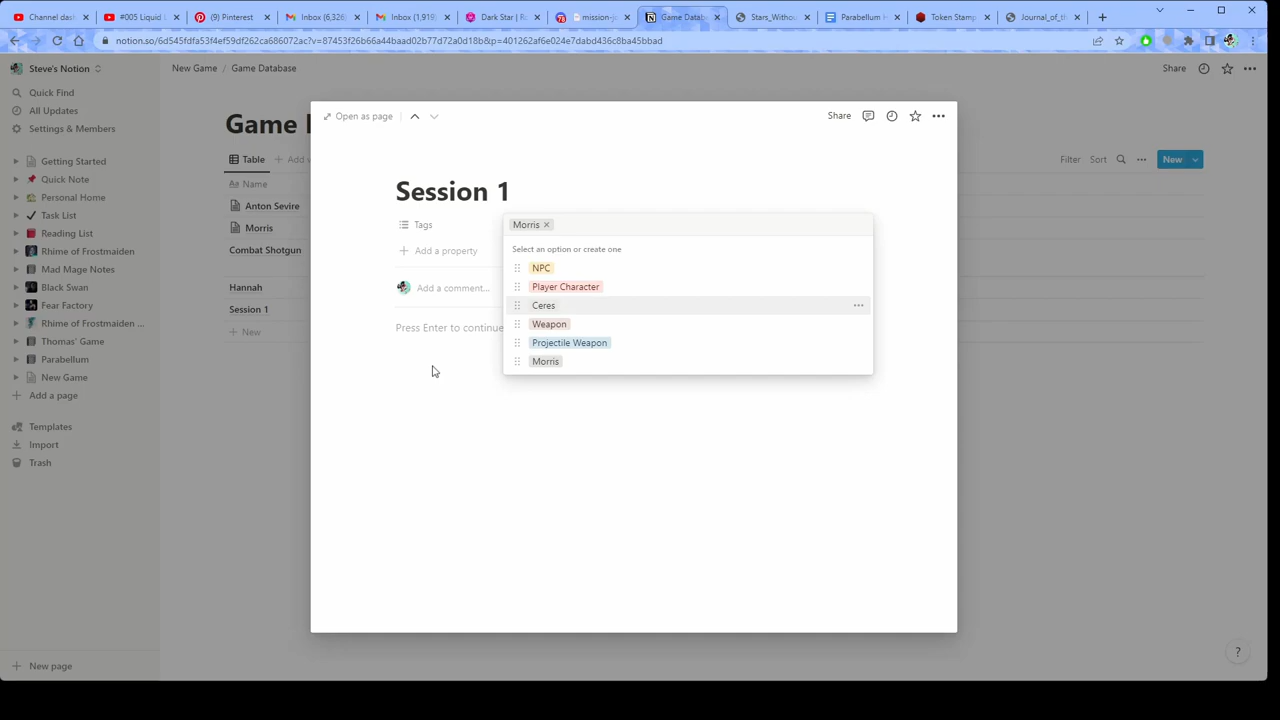 Channel dash
#005 Liquid
(9) Pinterest
Inbox (6,326
Inbox (1,919
Dark Star | Ro
mission-jo
Game Datab
Stars_Withou
Parabellum H
Token Stamp
Journal_of_th
notion.so/6d545fdfa53f4ef59df262ca686072ac?v=87453f26b66a44baad02b77d72a0d18b&p=401262af6e024e7dabd436c8ba45bbad
Steve's Notion
New Game / Game Database
Share
Quick Find
All Updates
Settings & Members
Getting Started
Quick Note
Personal Home
Task List
Reading List
Rhime of Frostmaiden
Mad Mage Notes
Black Swan
Fear Factory
Rhime of Frostmaiden ...
Thomas' Game
Parabellum
New Game
Add a page
Templates
Import
Trash
New page
Table
Add v
Filter
Sort
New
Name
Anton Sevire
Morris
Combat Shotgun
Hannah
Session 1
New
Open as page
Share
Session 1
Tags
Morris
Add a property
Select an option or create one
NPC
Player Character
Ceres
Weapon
Projectile Weapon
Morris
Add a comment...
Press Enter to continue
?